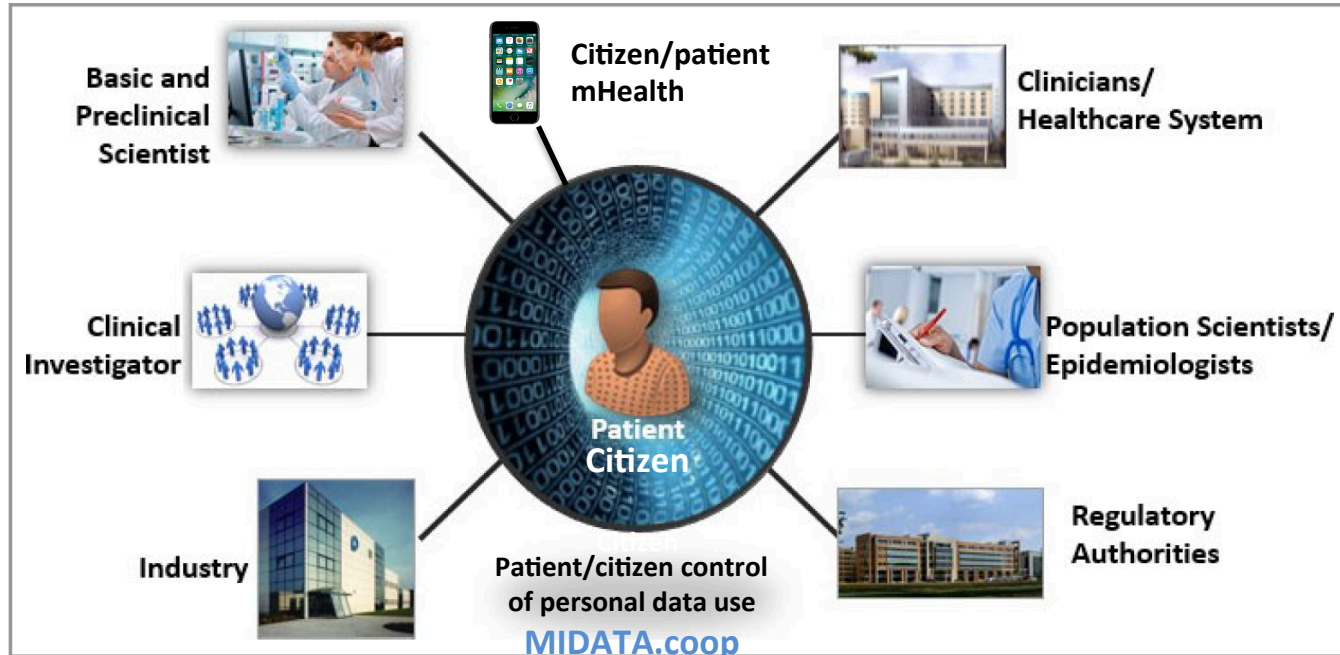 Basic and
Preclinical
Scientist
Citizen/patient
mHealth
Clinicians/
Healthcare System
Clinical
Investigator
Population Scientists/
Epidemiologists
Patient
Citizen
Industry
Citizen
Patient/citizen control
of personal data use
MIDATA.coop
Regulatory
Authorities